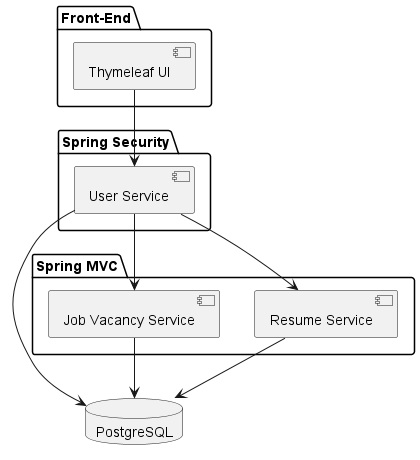 Front-End
Thymeleaf UI
Spring Security
User Service
Spring MVC
Job Vacancy Service
Resume Service
PostgreSQL